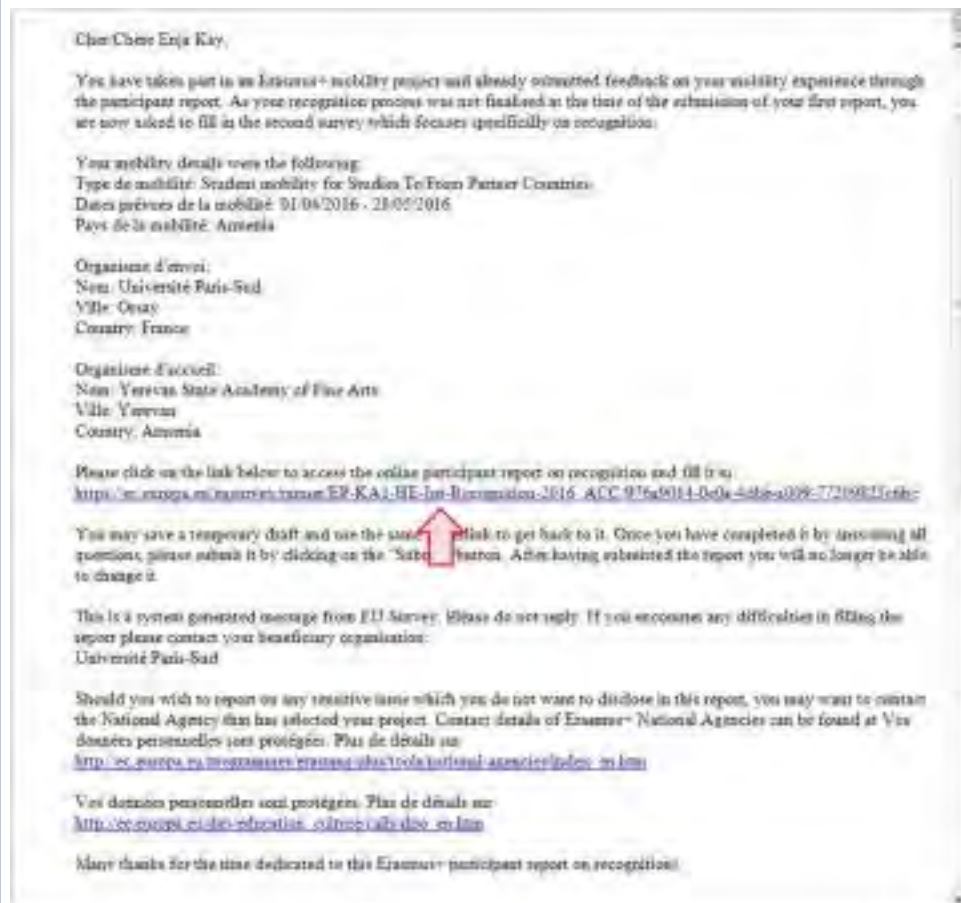 Cher/Chère Enja Kay,
You have taken part in an Erasmus+ mobility project and already submitted feedback on your mobility experience through
the participant report. As your recognition process was not finalised at the time of the submission of your first report, you
are now asked to fill in the second survey which focuses specifically on recognition.
Your mobility details were the following:
Type de mobilité: Student mobility for Studies To/From Partner Countries
Dates prévues de la mobilité: 01/04/2016 - 28/05/2016
Pays de la mobilité: Armenia
Organisme d'envoi:
Nom: Université Paris-Sud
Ville: Orsay
Country: France
Organisme d'accueil:
Nom: Yerevan State Academy of Fine Arts
Ville: Yerevan
Country: Armenia
Please click on the link below to access the online participant report on recognition and fill it in:
You may save a temporary draft and use the same link to get back to it. Once you have completed it by answering all
questions, please submit it by clicking on the "Submit" button. After having submitted the report you will no longer be able
to change it.
This is a system generated message from EU Survey. Please do not reply. If you encounter any difficulties in filling the
report please contact your beneficiary organisation:
Université Paris-Sud
Should you wish to report on any sensitive issue which you do not want to disclose in this report, you may want to contact
the National Agency that has selected your project. Contact details of Erasmus+ National Agencies can be found at Vos
données personnelles sont protégées. Plus de détails sur
http://ec.europa.eu/programmes/erasmus-plus/tools/national-agencies/index_en.htm
Vos données personnelles sont protégées. Plus de détails sur
Many thanks for the time dedicated to this Erasmus+ participant report on recognition!